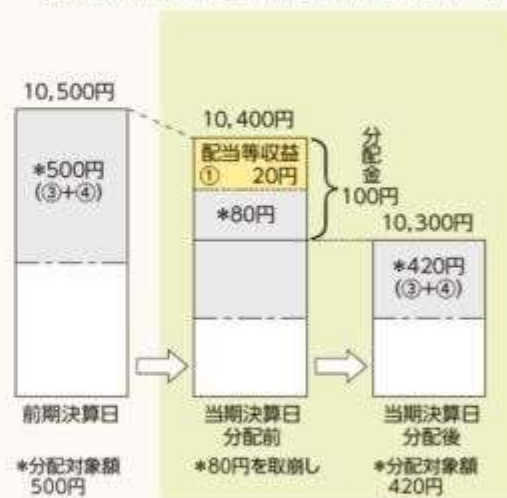 10,500円
*500円
(③+④)
前期決算日
*分配対象額
500円
10,400円
配当等収益
① 20円
*80円
分配金
100円
当期決算日
分配前
*80円を取崩し
10,300円
*420円
(③+④)
当期決算日
分配後
*分配対象額
420円